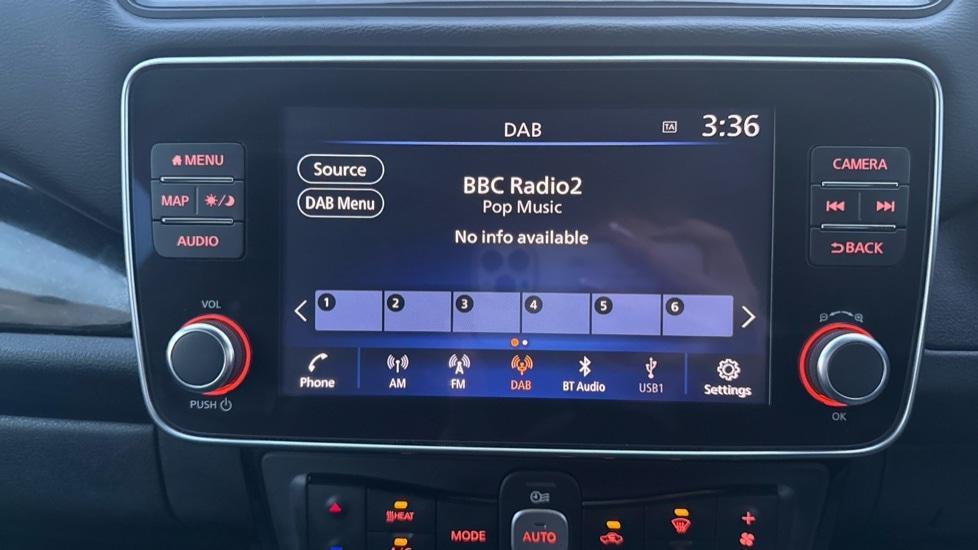 DAB
TA
3:36
MENU
MAP
AUDIO
VOL
PUSH
Source
DAB Menu
BBC Radio2
Pop Music
No info available
1 2 3 4 5 6
Phone
AM
FM
DAB
BT Audio
USB1
Settings
CAMERA
BACK
OK
HEAT
MODE
AUTO
A/C